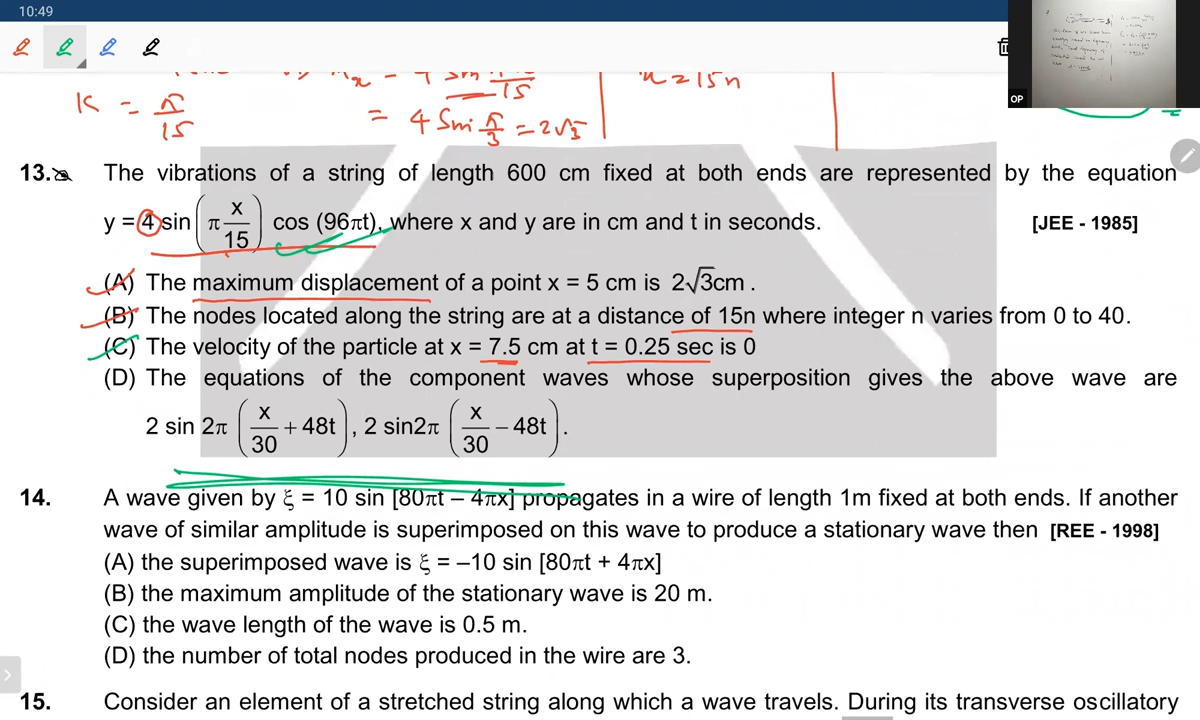 10:49
x = 15n
K = π/15
= 4 Sin π/3 = 2√3
OP
13. The vibrations of a string of length 600 cm fixed at both ends are represented by the equation
y = 4 sin (π x/15) cos (96πt), where x and y are in cm and t in seconds. [JEE - 1985]
(A) The maximum displacement of a point x = 5 cm is 2√3cm .
(B) The nodes located along the string are at a distance of 15n where integer n varies from 0 to 40.
(C) The velocity of the particle at x = 7.5 cm at t = 0.25 sec is 0
(D) The equations of the component waves whose superposition gives the above wave are
2 sin 2π (x/30 + 48t), 2 sin2π (x/30 − 48t).
14. A wave given by ξ = 10 sin [80πt – 4πx] propagates in a wire of length 1m fixed at both ends. If another
wave of similar amplitude is superimposed on this wave to produce a stationary wave then [REE - 1998]
(A) the superimposed wave is ξ = –10 sin [80πt + 4πx]
(B) the maximum amplitude of the stationary wave is 20 m.
(C) the wave length of the wave is 0.5 m.
(D) the number of total nodes produced in the wire are 3.
15. Consider an element of a stretched string along which a wave travels. During its transverse oscillatory